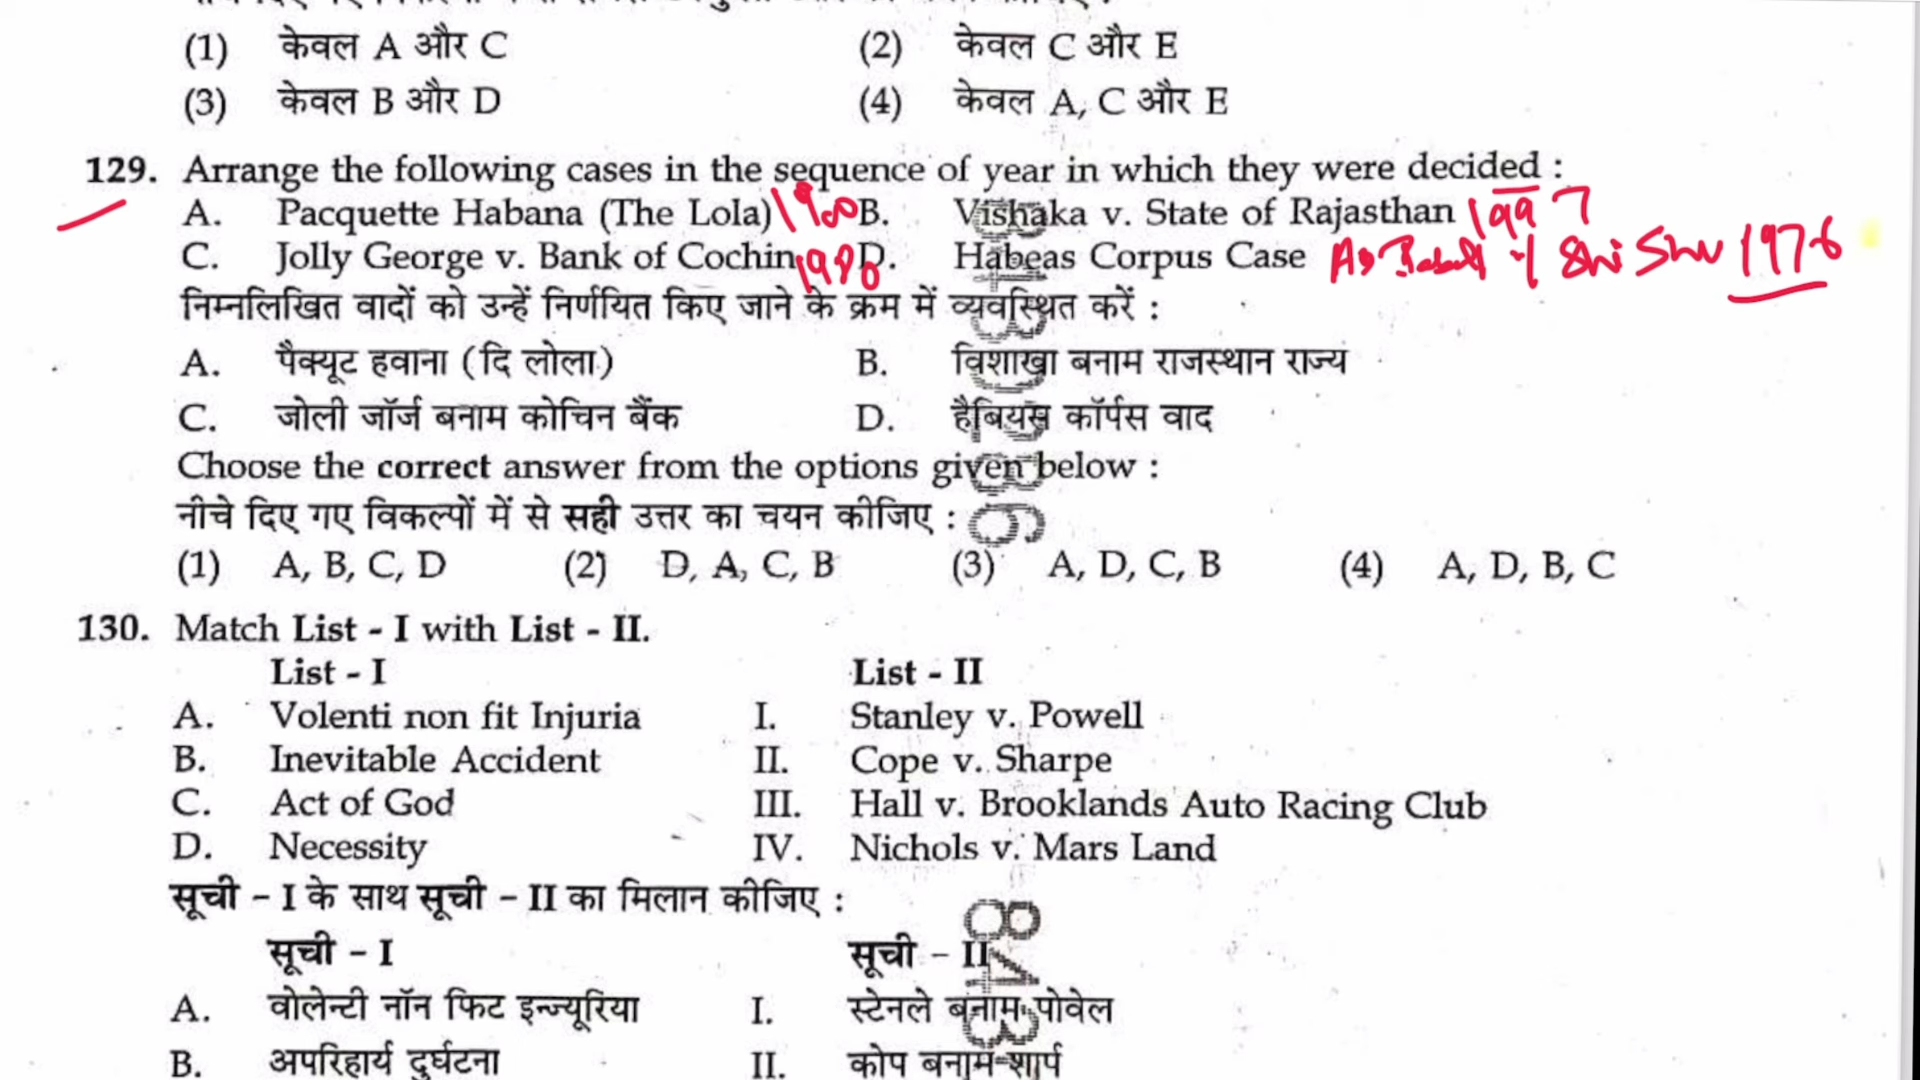 (1) केवल A और C (2) केवल C और E
(3) केवल B और D (4) केवल A, C और E
129. Arrange the following cases in the sequence of year in which they were decided :
A. Pacquette Habana (The Lola) 1900 B. Vishaka v. State of Rajasthan 1997
C. Jolly George v. Bank of Cochin 1980 D. Habeas Corpus Case 1976
निम्नलिखित वादों को उन्हें निर्णयित किए जाने के क्रम में व्यवस्थित करें :
A. पैक्यूट हवाना (दि लोला) B. विशाखा बनाम राजस्थान राज्य
C. जोली जॉर्ज बनाम कोचिन बैंक D. हैबियस कॉर्पस वाद
Choose the correct answer from the options given below :
नीचे दिए गए विकल्पों में से सही उत्तर का चयन कीजिए :
(1) A, B, C, D (2) D, A, C, B (3) A, D, C, B (4) A, D, B, C
130. Match List - I with List - II.
List - I List - II
A. Volenti non fit Injuria I. Stanley v. Powell
B. Inevitable Accident II. Cope v. Sharpe
C. Act of God III. Hall v. Brooklands Auto Racing Club
D. Necessity IV. Nichols v. Mars Land
सूची - I के साथ सूची - II का मिलान कीजिए :
सूची - I सूची - II
A. वोलेन्टी नॉन फिट इन्ज्यूरिया I. स्टेनले बनाम पोवेल
B. अपरिहार्य दुर्घटना II. कोप बनाम शार्प